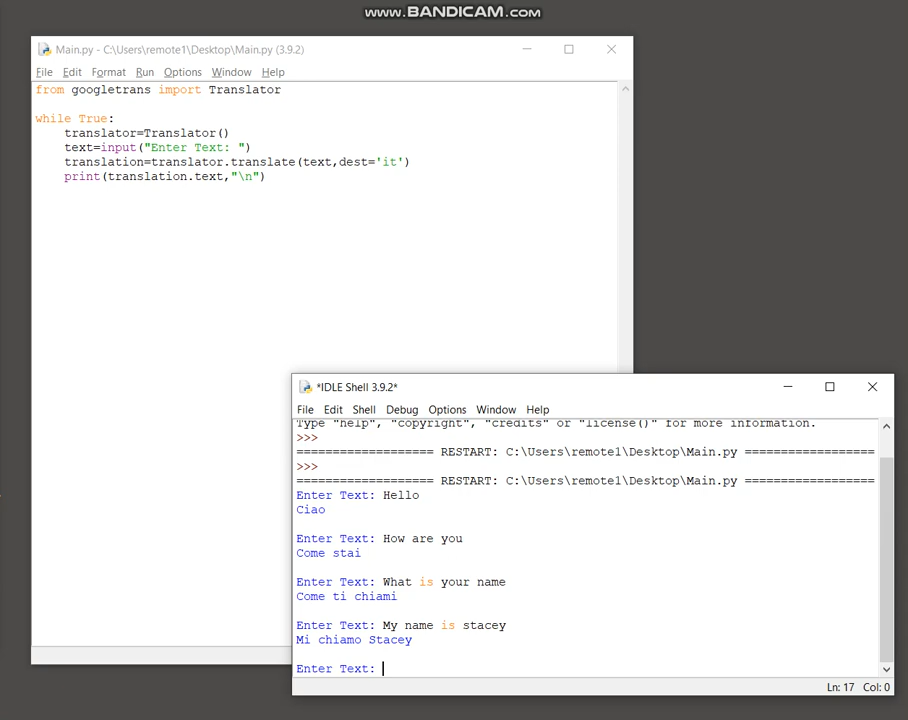 www.BANDICAM.com
Main.py - C:\Users\remote1\Desktop\Main.py (3.9.2)
File Edit Format Run Options Window Help
from googletrans import Translator
while True:
    translator=Translator()
    text=input("Enter Text: ")
    translation=translator.translate(text,dest='it')
    print(translation.text,"\n")
*IDLE Shell 3.9.2*
File Edit Shell Debug Options Window Help
Type "help", "copyright", "credits" or "license()" for more information.
>>>
=================== RESTART: C:\Users\remote1\Desktop\Main.py ==================
>>>
=================== RESTART: C:\Users\remote1\Desktop\Main.py ==================
Enter Text: Hello
Ciao
Enter Text: How are you
Come stai
Enter Text: What is your name
Come ti chiami
Enter Text: My name is stacey
Mi chiamo Stacey
Enter Text:
Ln: 17 Col: 0